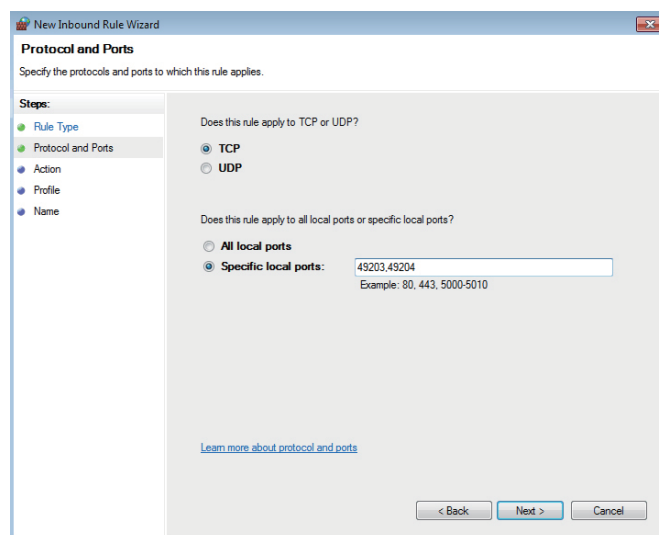 New Inbound Rule Wizard
Protocol and Ports
Specify the protocols and ports to which this rule applies.
Steps:
Rule Type
Protocol and Ports
Action
Profile
Name
Does this rule apply to TCP or UDP?
TCP
UDP
Does this rule apply to all local ports or specific local ports?
All local ports
Specific local ports:
49203,49204
Example: 80, 443, 5000-5010
Learn more about protocol and ports
< Back
Next >
Cancel